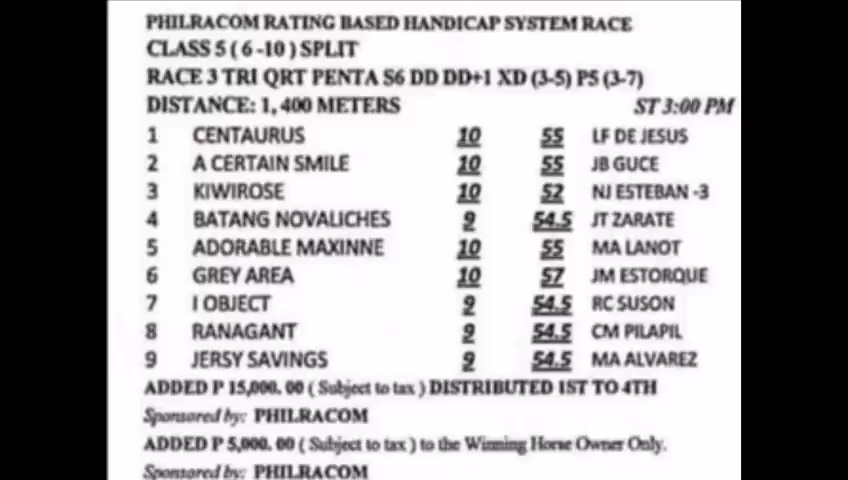 PHILRACOM RATING BASED HANDICAP SYSTEM RACE
CLASS 5 ( 6 -10 ) SPLIT
RACE 3 TRI QRT PENTA S6 DD DD+1 XD (3-5) P5 (3-7)
DISTANCE: 1, 400 METERS ST 3:00 PM
1 CENTAURUS 10 55 LF DE JESUS
2 A CERTAIN SMILE 10 55 JB GUCE
3 KIWIROSE 10 52 NJ ESTEBAN -3
4 BATANG NOVALICHES 9 54.5 JT ZARATE
5 ADORABLE MAXINNE 10 55 MA LANOT
6 GREY AREA 10 57 JM ESTORQUE
7 I OBJECT 9 54.5 RC SUSON
8 RANAGANT 9 54.5 CM PILAPIL
9 JERSY SAVINGS 9 54.5 MA ALVAREZ
ADDED P 15,000. 00 ( Subject to tax ) DISTRIBUTED 1ST TO 4TH
Sponsored by: PHILRACOM
ADDED P 5,000. 00 ( Subject to tax ) to the Winning Horse Owner Only.
Sponsored by: PHILRACOM